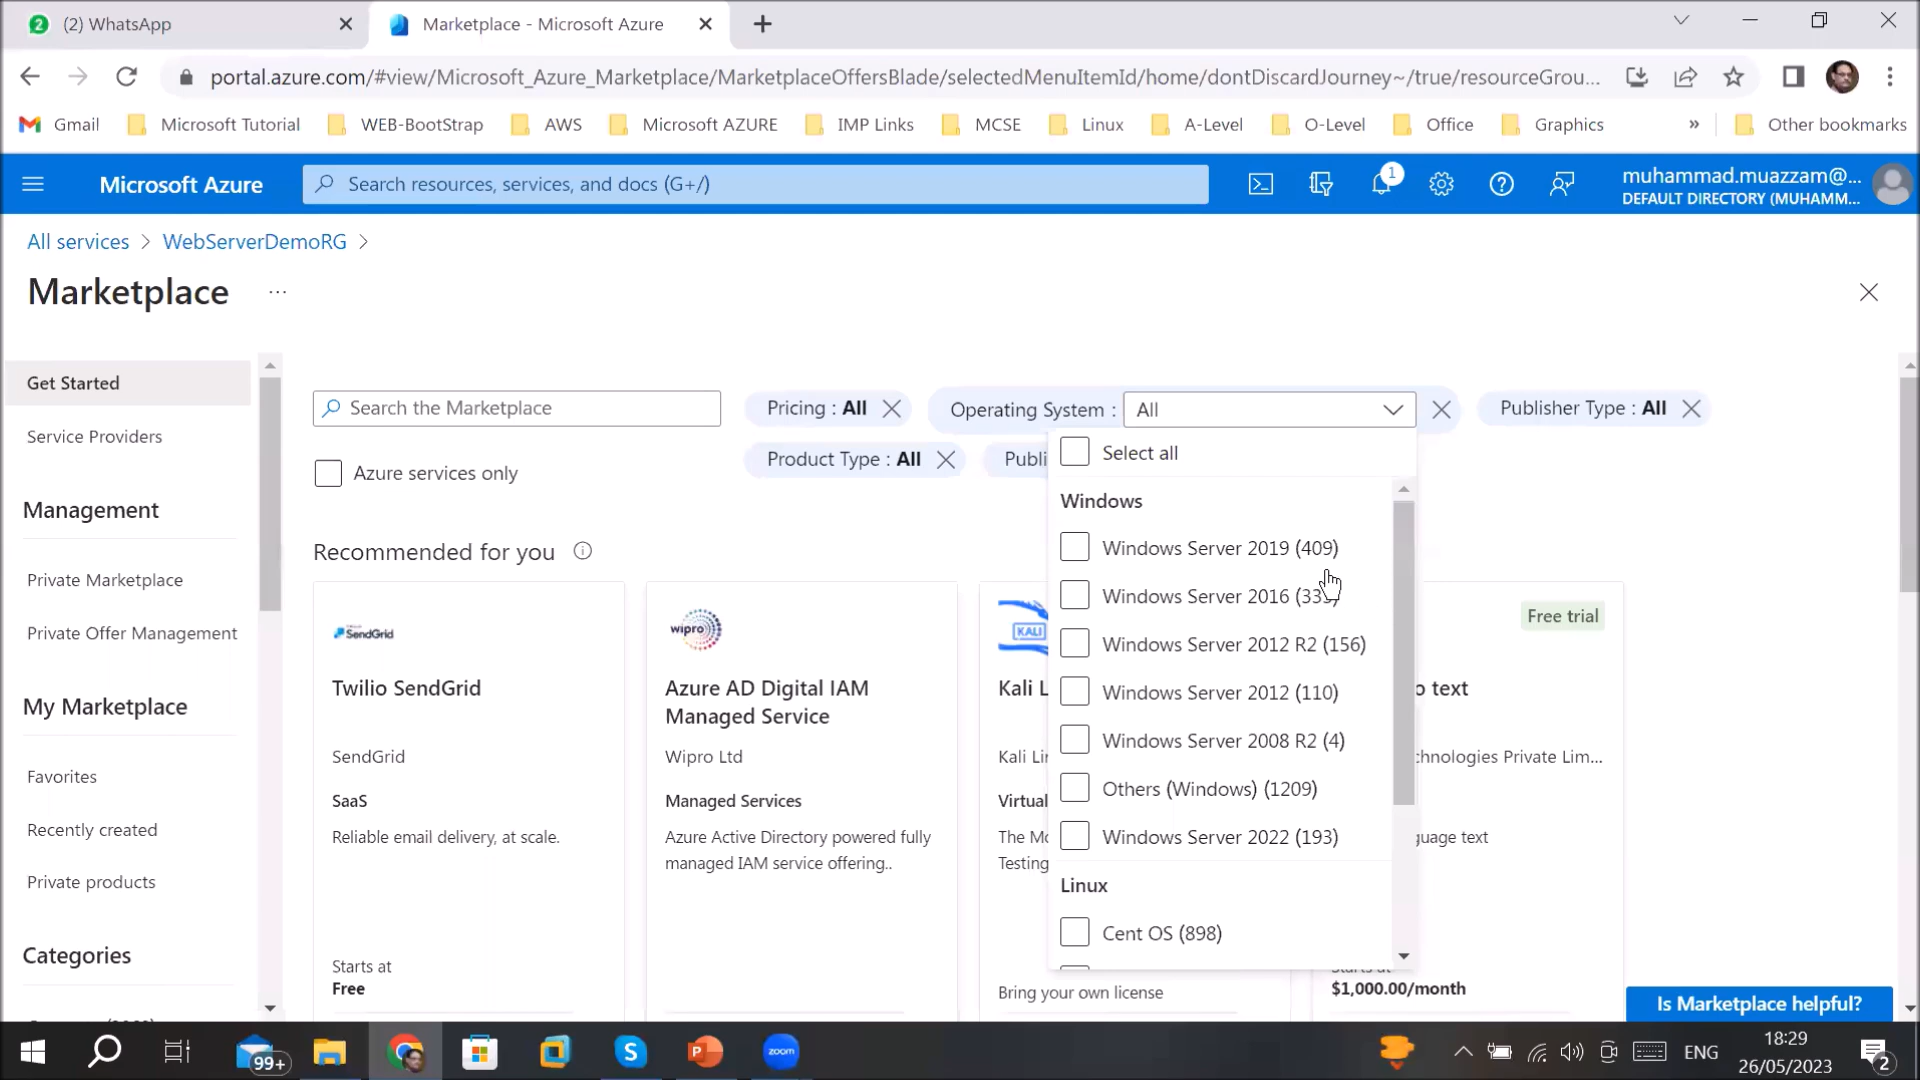 (2) WhatsApp
Marketplace - Microsoft Azure
portal.azure.com/#view/Microsoft_Azure_Marketplace/MarketplaceOffersBlade/selectedMenuItemId/home/dontDiscardJourney~/true/resourceGrou...
Gmail
Microsoft Tutorial
WEB-BootStrap
AWS
Microsoft AZURE
IMP Links
MCSE
Linux
A-Level
O-Level
Office
Graphics
»
Other bookmarks
Microsoft Azure
Search resources, services, and docs (G+/)
1
muhammad.muazzam@...
DEFAULT DIRECTORY (MUHAMM...
All services > WebServerDemoRG >
Marketplace ...
Get Started
Service Providers
Management
Private Marketplace
Private Offer Management
My Marketplace
Favorites
Recently created
Private products
Categories
Search the Marketplace
Pricing : All
Operating System : All
Publisher Type : All
Azure services only
Product Type : All
Publi
Select all
Windows
Windows Server 2019 (409)
Windows Server 2016 (33
Windows Server 2012 R2 (156)
Windows Server 2012 (110)
Windows Server 2008 R2 (4)
Others (Windows) (1209)
Windows Server 2022 (193)
Linux
Cent OS (898)
Recommended for you
SendGrid
Twilio SendGrid
SendGrid
SaaS
Reliable email delivery, at scale.
Starts at
Free
wipro
Azure AD Digital IAM
Managed Service
Wipro Ltd
Managed Services
Azure Active Directory powered fully
managed IAM service offering..
KALI
Kali L
Kali Lin
Virtual
The Mo
Testing
Bring your own license
Free trial
o text
chnologies Private Lim...
guage text
Starts at
$1,000.00/month
Is Marketplace helpful?
99+
zoom
ENG
18:29
26/05/2023
2